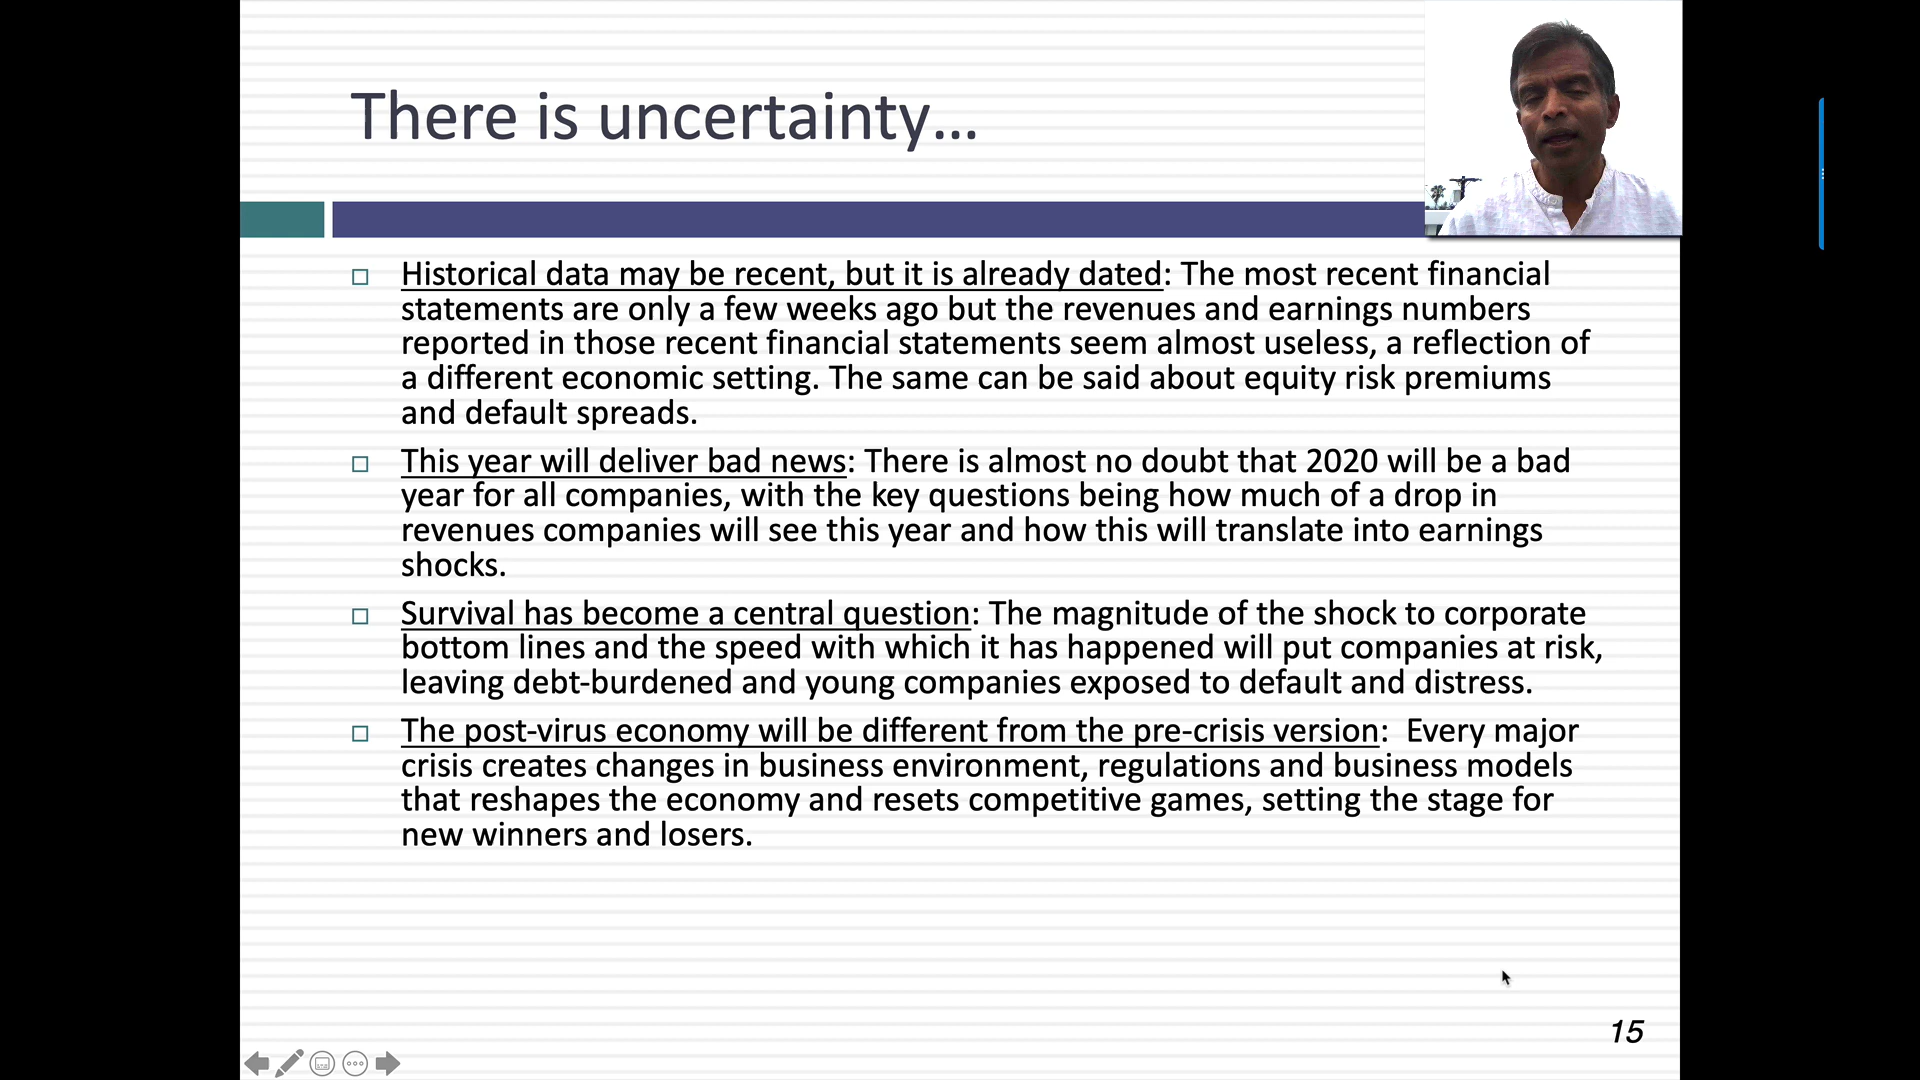 There is uncertainty...
Historical data may be recent, but it is already dated: The most recent financial
statements are only a few weeks ago but the revenues and earnings numbers
reported in those recent financial statements seem almost useless, a reflection of
a different economic setting. The same can be said about equity risk premiums
and default spreads.
This year will deliver bad news: There is almost no doubt that 2020 will be a bad
year for all companies, with the key questions being how much of a drop in
revenues companies will see this year and how this will translate into earnings
shocks.
Survival has become a central question: The magnitude of the shock to corporate
bottom lines and the speed with which it has happened will put companies at risk,
leaving debt-burdened and young companies exposed to default and distress.
The post-virus economy will be different from the pre-crisis version:  Every major
crisis creates changes in business environment, regulations and business models
that reshapes the economy and resets competitive games, setting the stage for
new winners and losers.
15